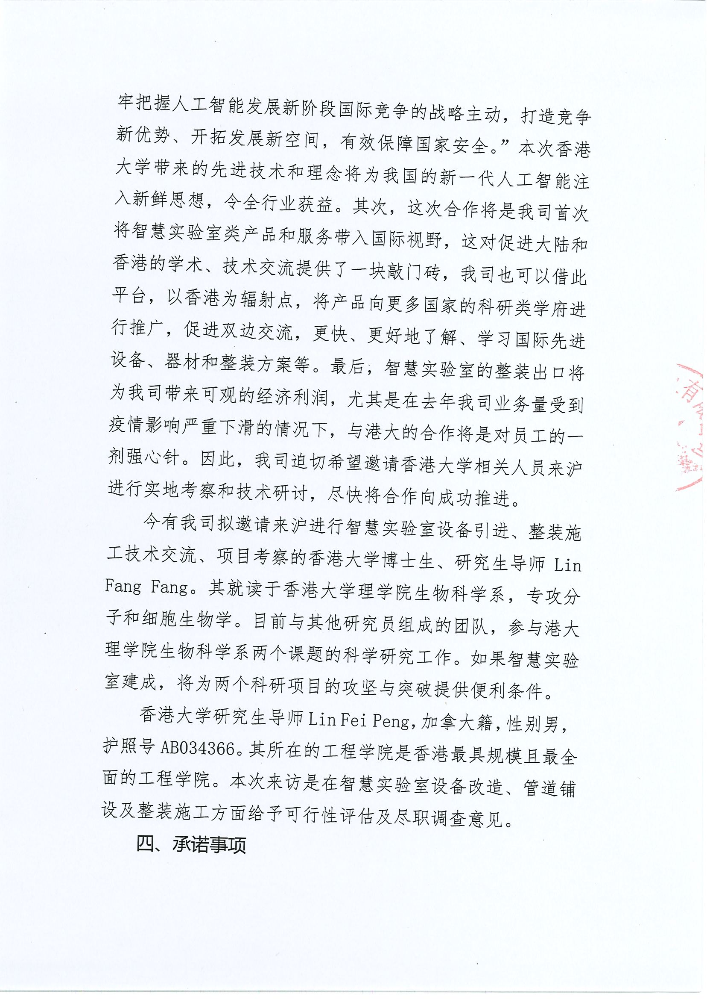 牢把握人工智能发展新阶段国际竞争的战略主动，打造竞争
新优势、开拓发展新空间，有效保障国家安全。”本次香港
大学带来的先进技术和理念将为我国的新一代人工智能注
入新鲜思想，令全行业获益。其次，这次合作将是我司首次
将智慧实验室类产品和服务带入国际视野，这对促进大陆和
香港的学术、技术交流提供了一块敲门砖，我司也可以借此
平台，以香港为辐射点，将产品向更多国家的科研类学府进
行推广，促进双边交流，更快、更好地了解、学习国际先进
设备、器材和整装方案等。最后，智慧实验室的整装出口将
为我司带来可观的经济利润，尤其是在去年我司业务量受到
疫情影响严重下滑的情况下，与港大的合作将是对员工的一
剂强心针。因此，我司迫切希望邀请香港大学相关人员来沪
进行实地考察和技术研讨，尽快将合作向成功推进。
今有我司拟邀请来沪进行智慧实验室设备引进、整装施
工技术交流、项目考察的香港大学博士生、研究生导师 Lin
Fang Fang。其就读于香港大学理学院生物科学系，专攻分
子和细胞生物学。目前与其他研究员组成的团队，参与港大
理学院生物科学系两个课题的科学研究工作。如果智慧实验
室建成，将为两个科研项目的攻坚与突破提供便利条件。
香港大学研究生导师 Lin Fei Peng，加拿大籍，性别男，
护照号 AB034366。其所在的工程学院是香港最具规模且最全
面的工程学院。本次来访是在智慧实验室设备改造、管道铺
设及整装施工方面给予可行性评估及尽职调查意见。
四、承诺事项
有